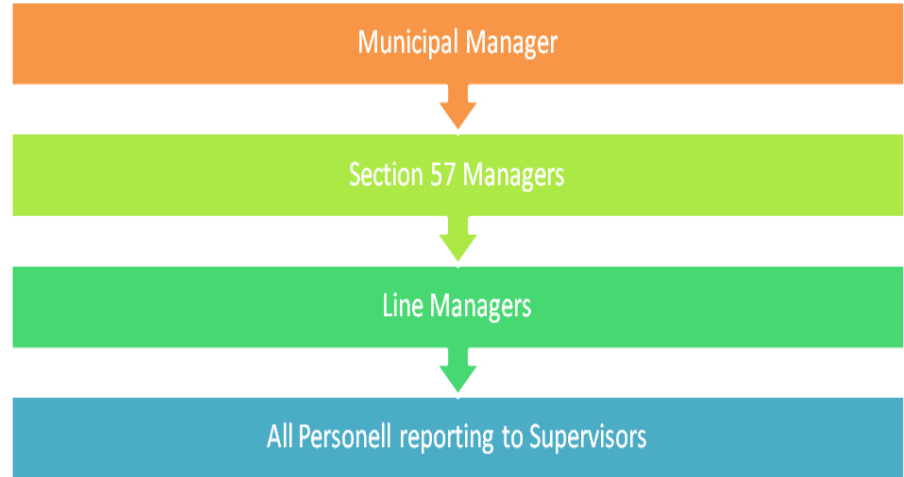 Municipal Manager
Section 57 Managers
Line Managers
All Personell reporting to Supervisors